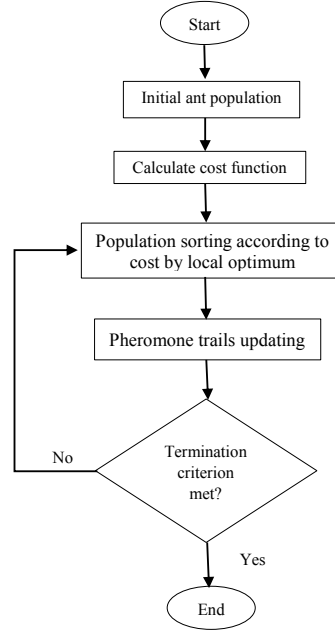 Start
Initial ant population
Calculate cost function
Population sorting according to
cost by local optimum
Pheromone trails updating
Termination
criterion
met?
No
Yes
End